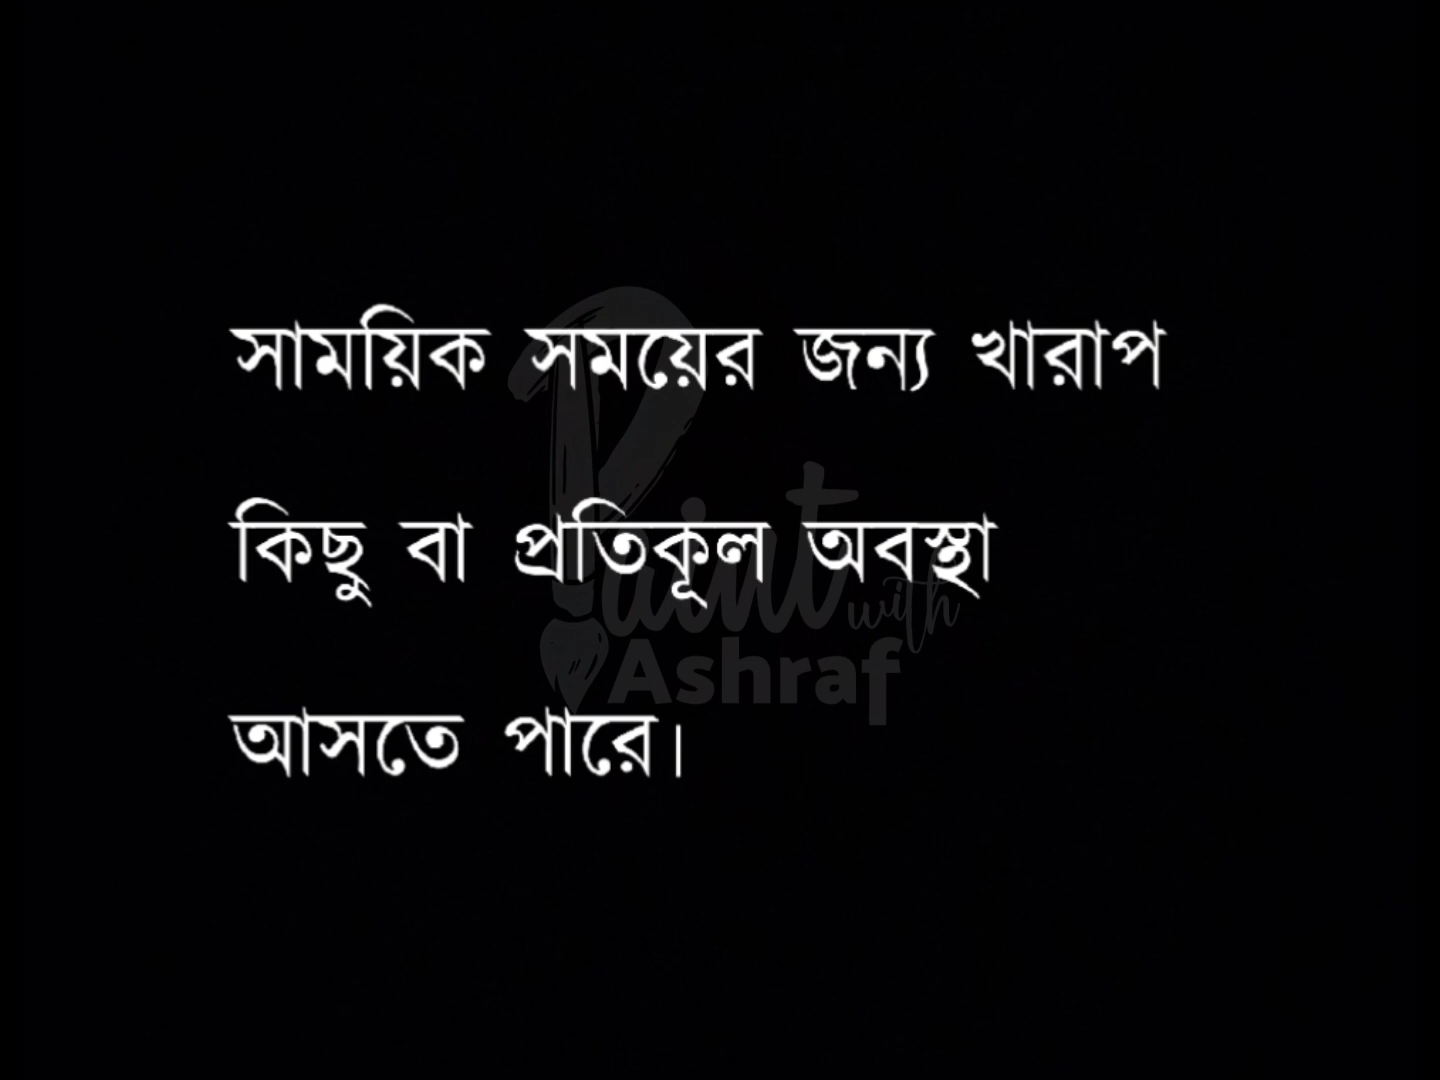 সাময়িক সময়ের জন্য খারাপ
কিছু বা প্রতিকূল অবস্থা
আসতে পারে।
Paint with
Ashraf